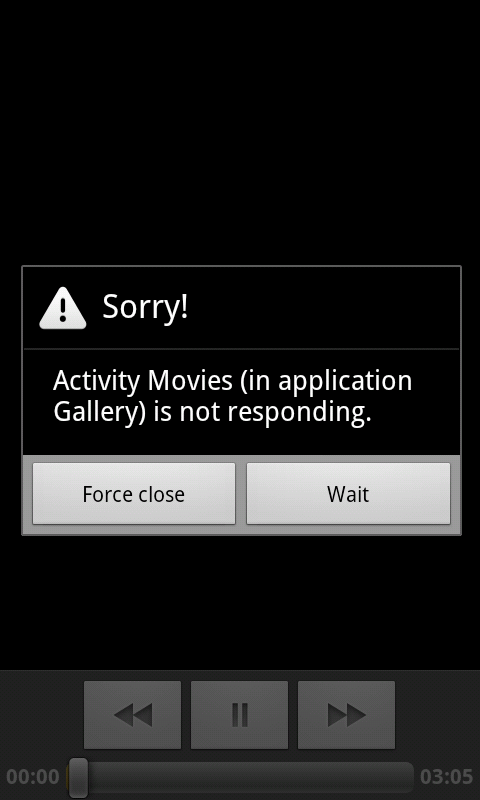 Sorry!
Activity Movies (in application
Gallery) is not responding.
Force close
Wait
00:00
03:05